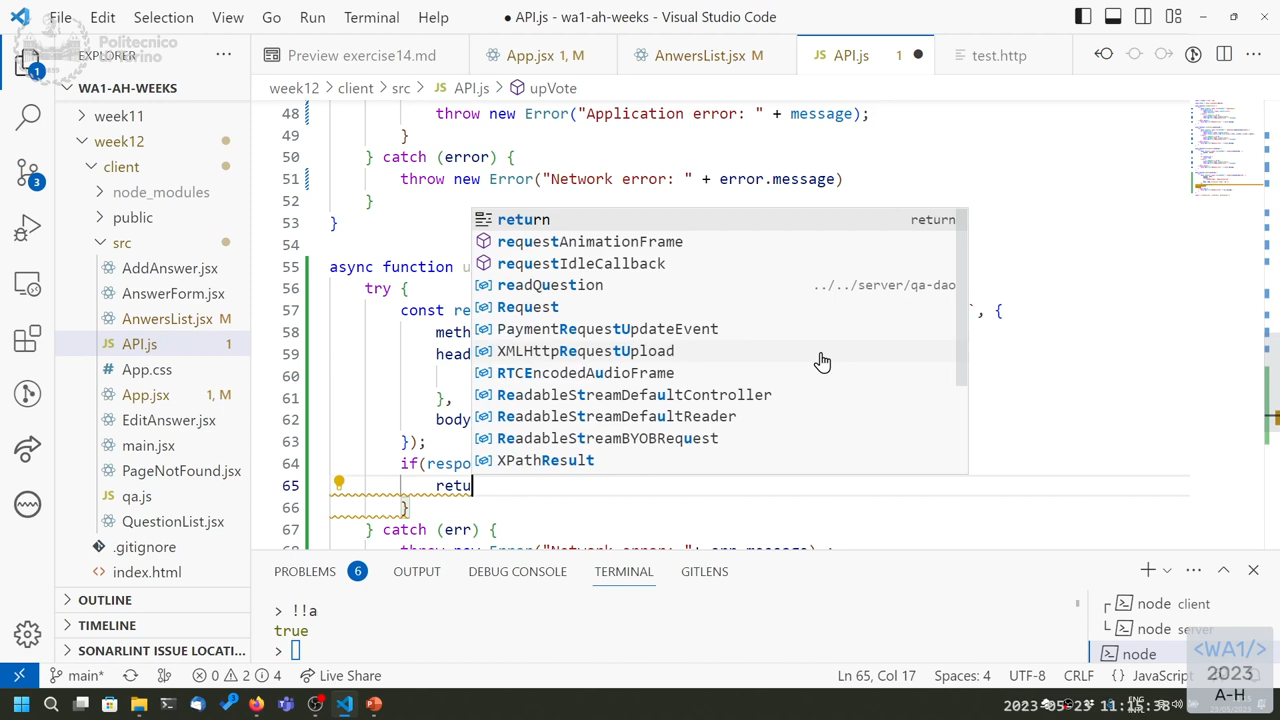 File Edit Selection View Go Run Terminal Help
● API.js - wa1-ah-weeks - Visual Studio Code
Politecnico
EXPLORER
Preview exercise14.md
App.jsx 1, M
AnwersList.jsx M
API.js 1
test.http
WA1-AH-WEEKS
week12 > client > src > JS API.js > upVote
week11
week12
client
node_modules
public
src
AddAnswer.jsx
AnswerForm.jsx
AnwersList.jsx M
JS API.js 1
App.css
App.jsx 1, M
EditAnswer.jsx
main.jsx
PageNotFound.jsx
JS qa.js
QuestionList.jsx
.gitignore
<> index.html
OUTLINE
TIMELINE
SONARLINT ISSUE LOCATI...
48 throw new Error("Application error: " + message);
49 }
50 } catch (error)
51 throw new Error("Network error: " + error.message)
52 }
53 }
54
55 async function u
56 try {
57 const re `, {
58 meth
59 head
60
61 },
62 body
63 });
64 if(respo
65 retu
66 }
67 } catch (err) {
return return
requestAnimationFrame
requestIdleCallback
readQuestion ../../server/qa-dao
Request
PaymentRequestUpdateEvent
XMLHttpRequestUpload
RTCEncodedAudioFrame
ReadableStreamDefaultController
ReadableStreamDefaultReader
ReadableStreamBYOBRequest
XPathResult
PROBLEMS 6 OUTPUT DEBUG CONSOLE TERMINAL GITLENS
> !!a
true
>
node client
node server
node
main* 0 2 4 Live Share
Ln 65, Col 17 Spaces: 4 UTF-8 CRLF {} JavaScript
<WA1/>
2023
A-H
2023-05-23
ENG